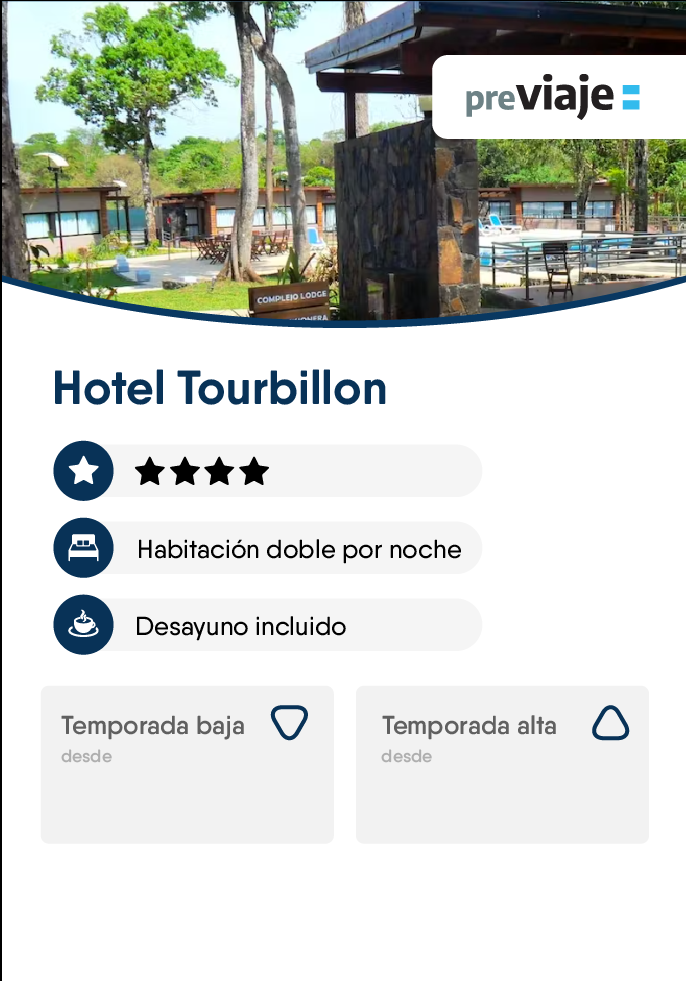 previaje
COMPLEJO LODGE
Hotel Tourbillon
Habitación doble por noche
Desayuno incluido
Temporada baja
desde
Temporada alta
desde